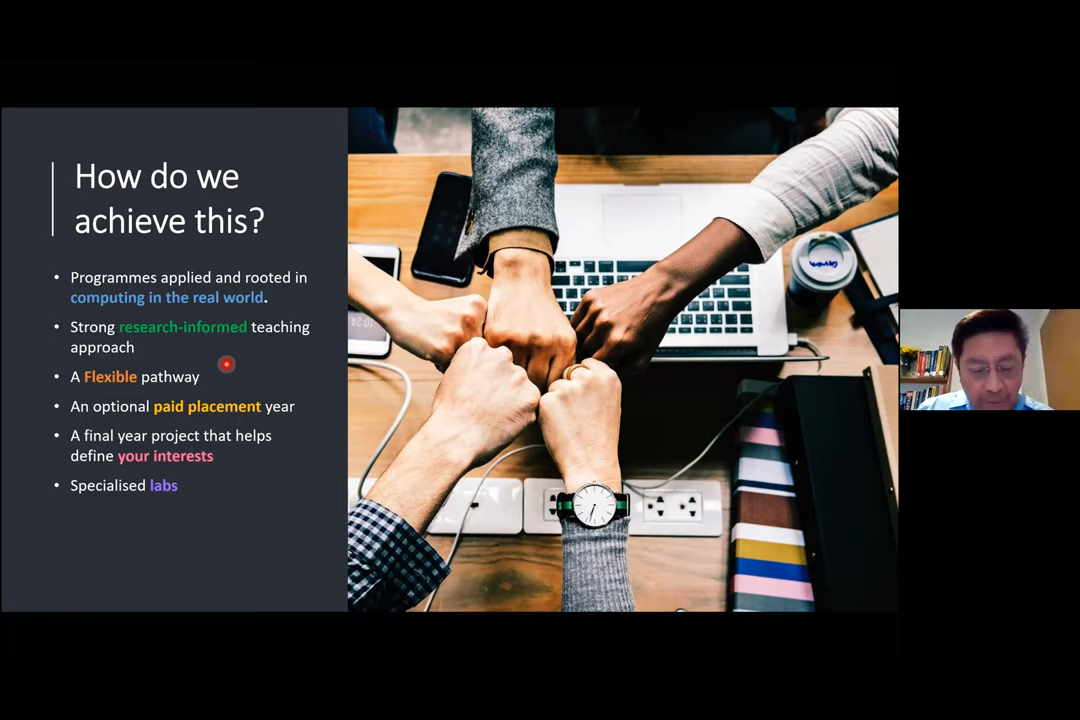 How do we
achieve this?
• Programmes applied and rooted in
computing in the real world.
• Strong research-informed teaching
approach
• A Flexible pathway
• An optional paid placement year
• A final year project that helps
define your interests
• Specialised labs